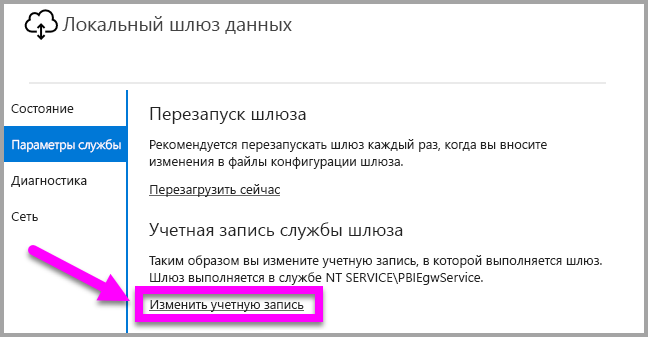 Локальный шлюз данных
Состояние
Параметры службы
Диагностика
Сеть
Перезапуск шлюза
Рекомендуется перезапускать шлюз каждый раз, когда вы вносите
изменения в файлы конфигурации шлюза.
Перезагрузить сейчас
Учетная запись службы шлюза
Таким образом вы измените учетную запись, в которой выполняется шлюз.
Шлюз выполняется в службе NT SERVICE\PBIEgwService.
Изменить учетную запись